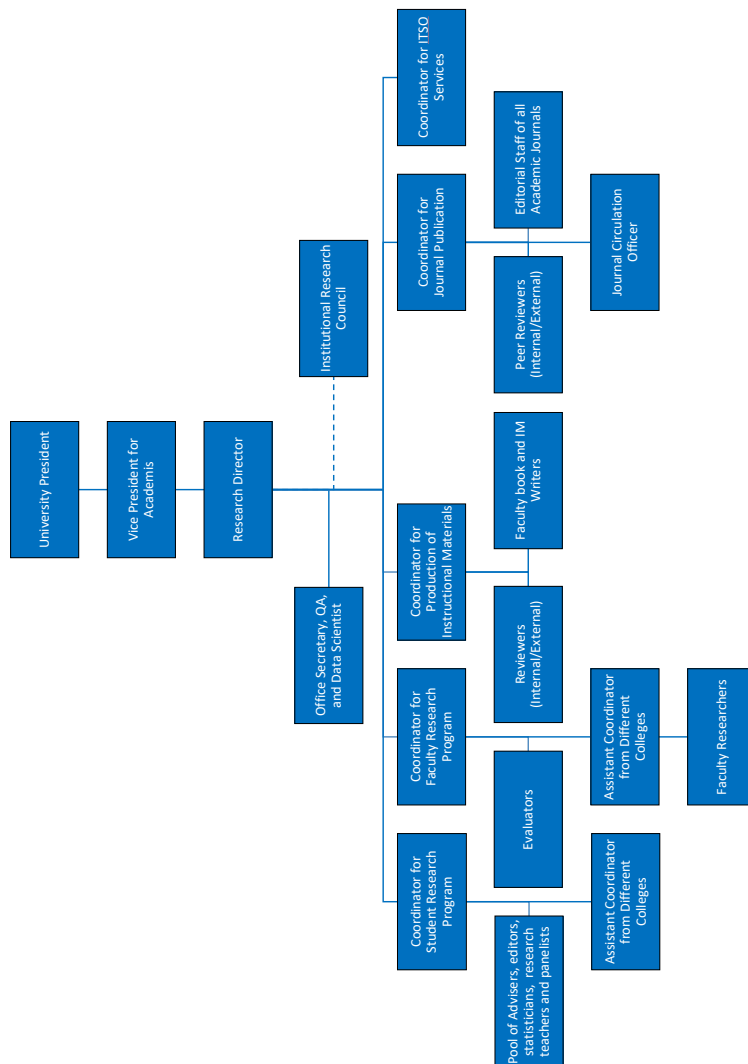 University President
Vice President for
Academis
Research Director
Office Secretary, QA,
and Data Scientist
Institutional Research
Council
Coordinator for
Student Research
Program
Coordinator for
Faculty Research
Program
Coordinator for
Production of
Instructional Materials
Coordinator for
Journal Publication
Coordinator for ITSO
Services
Pool of Advisers, editors,
statisticians, research
teachers and panelists
Evaluators
Reviewers
(Internal/External)
Faculty book and IM
Writers
Peer Reviewers
(Internal/External)
Editorial Staff of all
Academic Journals
Assistant Coordinator
from Different
Colleges
Assistant Coordinator
from Different
Colleges
Journal Circulation
Officer
Faculty Researchers